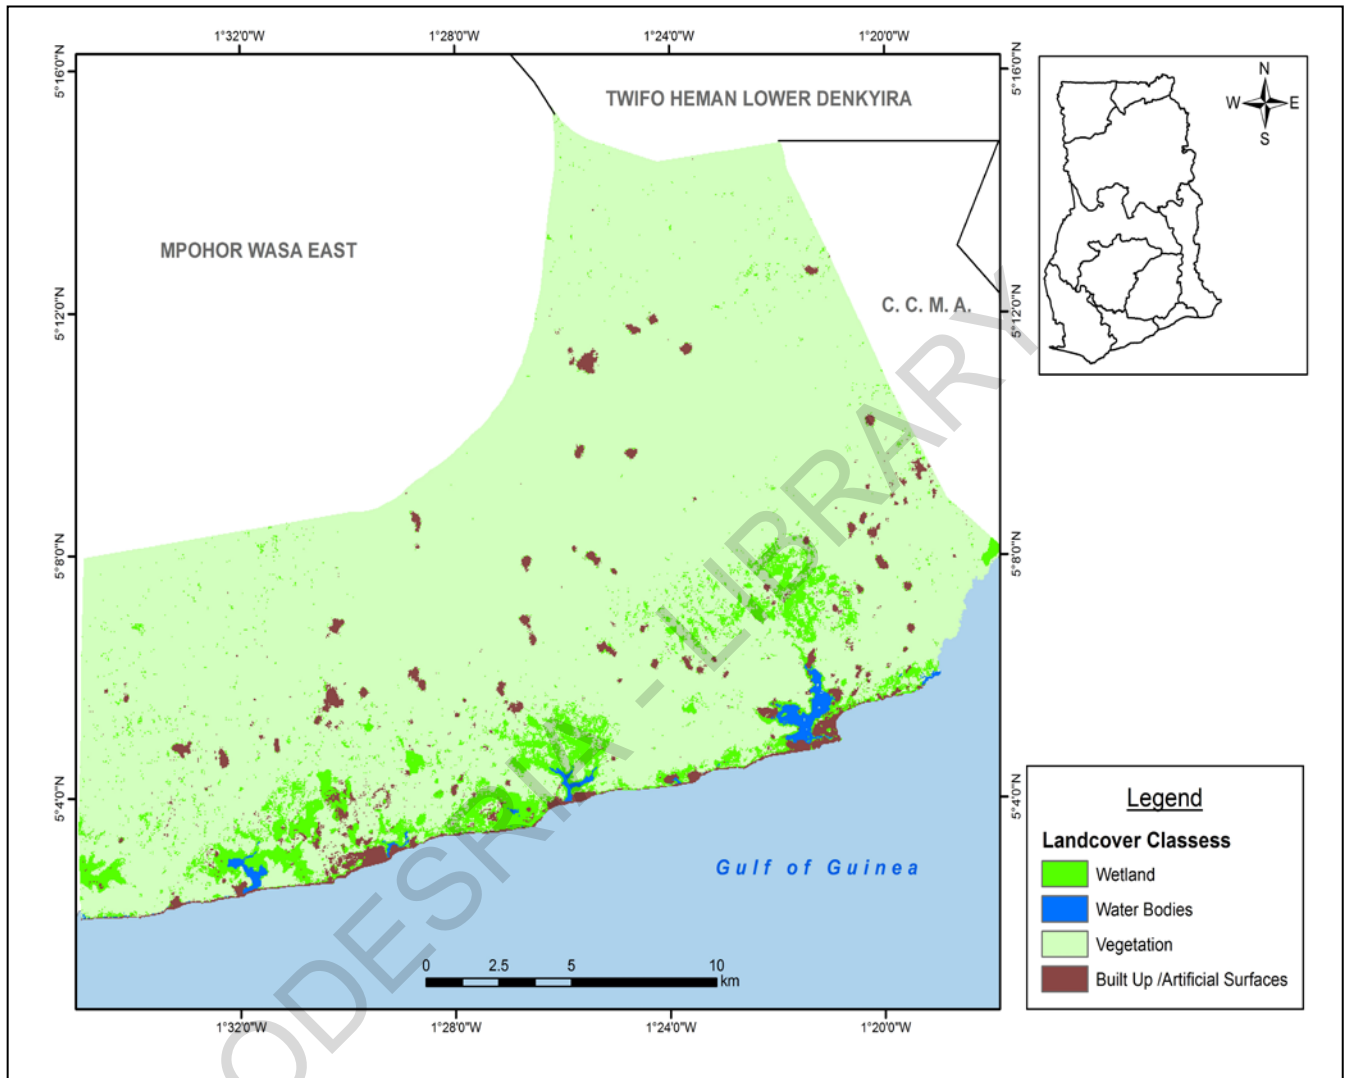 1°32'0"W 1°28'0"W 1°24'0"W 1°20'0"W
5°16'0"N 5°16'0"N
TWIFO HEMAN LOWER DENKYIRA
N
W E
S
MPOHOR WASA EAST
C. C. M. A.
5°12'0"N 5°12'0"N
5°8'0"N 5°8'0"N
5°4'0"N 5°4'0"N
Gulf of Guinea
0 2.5 5 10
km
1°32'0"W 1°28'0"W 1°24'0"W 1°20'0"W
Legend
Landcover Classess
Wetland
Water Bodies
Vegetation
Built Up /Artificial Surfaces
ODESRIA - LIBRARY